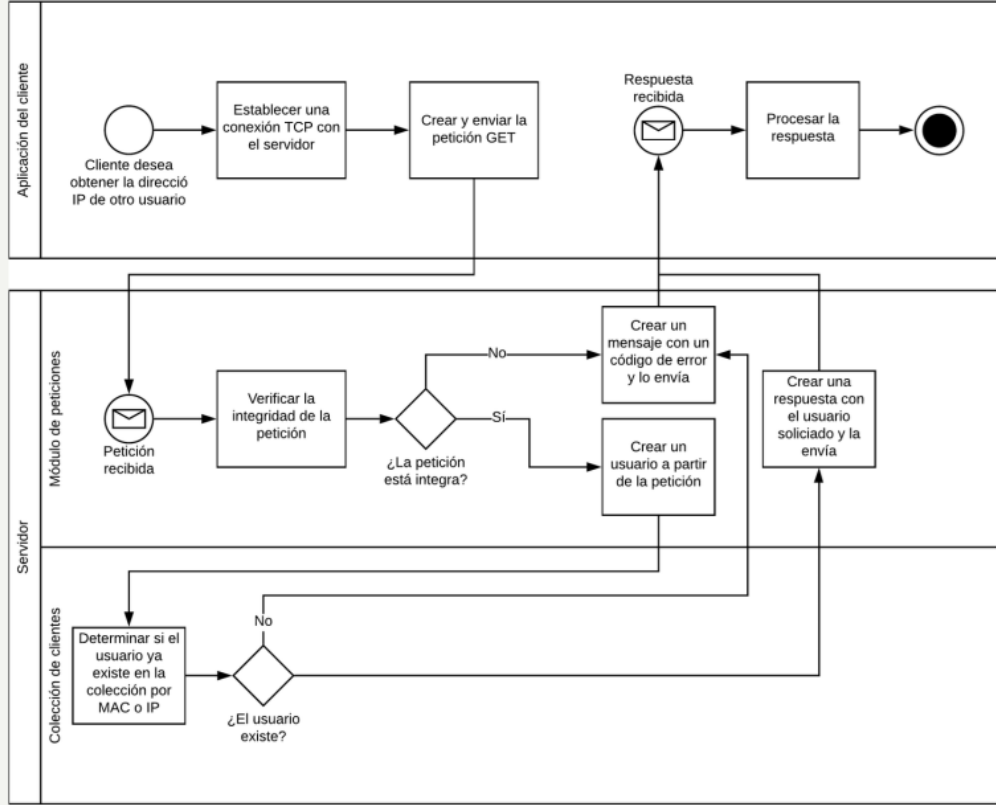 Aplicación del cliente
Cliente desea
obtener la direcció
IP de otro usuario
Establecer una
conexión TCP con
el servidor
Crear y enviar la
petición GET
Respuesta
recibida
Procesar la
respuesta
Servidor
Módulo de peticiones
Petición
recibida
Verificar la
integridad de la
petición
¿La petición
está integra?
No
Sí
Crear un
mensaje con un
código de error
y lo envía
Crear un
usuario a partir
de la petición
Crear una
respuesta con
el usuario
soliciado y la
envía
Colección de clientes
Determinar si el
usuario ya
existe en la
colección por
MAC o IP
No
¿El usuario
existe?